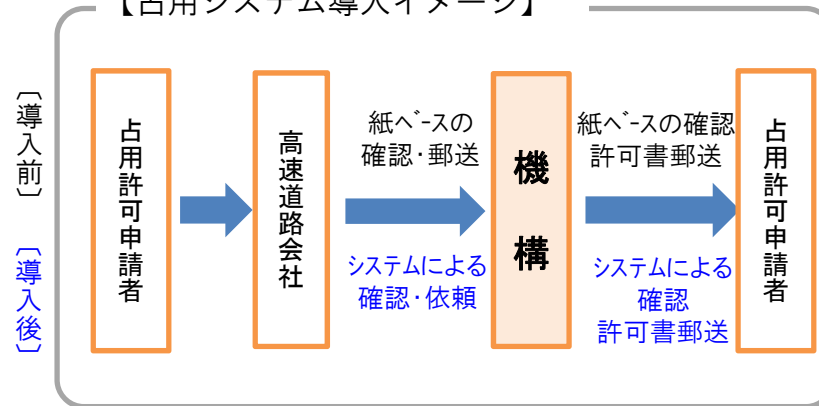 【占用システム導入イメージ】
〔導入前〕
〔導入後〕
占用許可申請者
高速道路会社
紙ベースの
確認・郵送
システムによる
確認・依頼
機構
紙ベースの確認
許可書郵送
システムによる
確認
許可書郵送
占用許可申請者